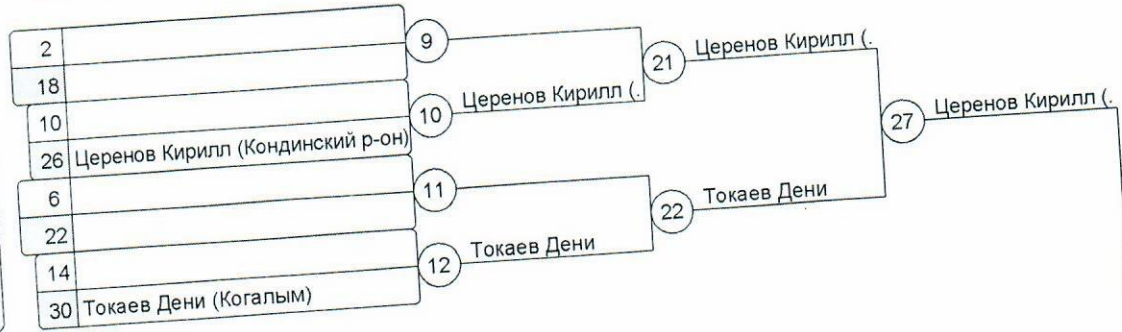 2
18
9
10
26 Церенов Кирилл (Кондинский р-он)
10 Церенов Кирилл (.
21 Церенов Кирилл (.
6
22
11
14
30 Токаев Дени (Когалым)
12 Токаев Дени
22 Токаев Дени
27 Церенов Кирилл (.